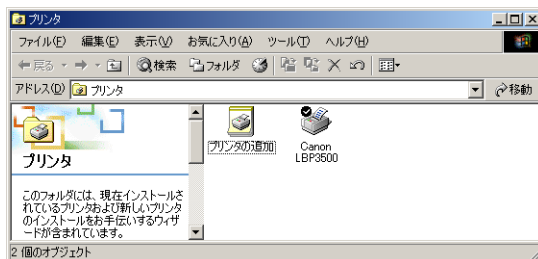 プリンタ
ファイル(F) 編集(E) 表示(V) お気に入り(A) ツール(T) ヘルプ(H)
戻る 検索 フォルダ
アドレス(D) プリンタ 移動
プリンタ
このフォルダには、現在インストールさ
れているプリンタおよび新しいプリンタ
のインストールをお手伝いするウィザ
ードが含まれています。
プリンタの追加
Canon
LBP3500
2 個のオブジェクト